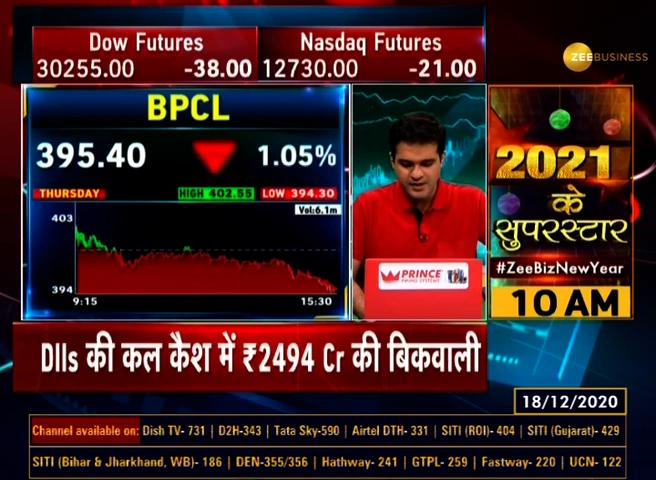 Dow Futures
30255.00 -38.00
Nasdaq Futures
12730.00 -21.00
ZEEBUSINESS
BPCL
395.40 1.05%
THURSDAY HIGH 402.55 LOW 394.30
Vol:6.1m
403
394
9:15 15:30
PRINCE
PIPING SYSTEMS
2021
के
सुपरस्टार
#ZeeBizNewYear
10 AM
DIIs की कल कैश में ₹2494 Cr की बिकवाली
18/12/2020
Channel available on: Dish TV- 731 | D2H-343 | Tata Sky-590 | Airtel DTH- 331 | SITI (ROI)- 404 | SITI (Gujarat)- 429
SITI (Bihar & Jharkhand, WB)- 186 | DEN-355/356 | Hathway- 241 | GTPL- 259 | Fastway- 220 | UCN- 122